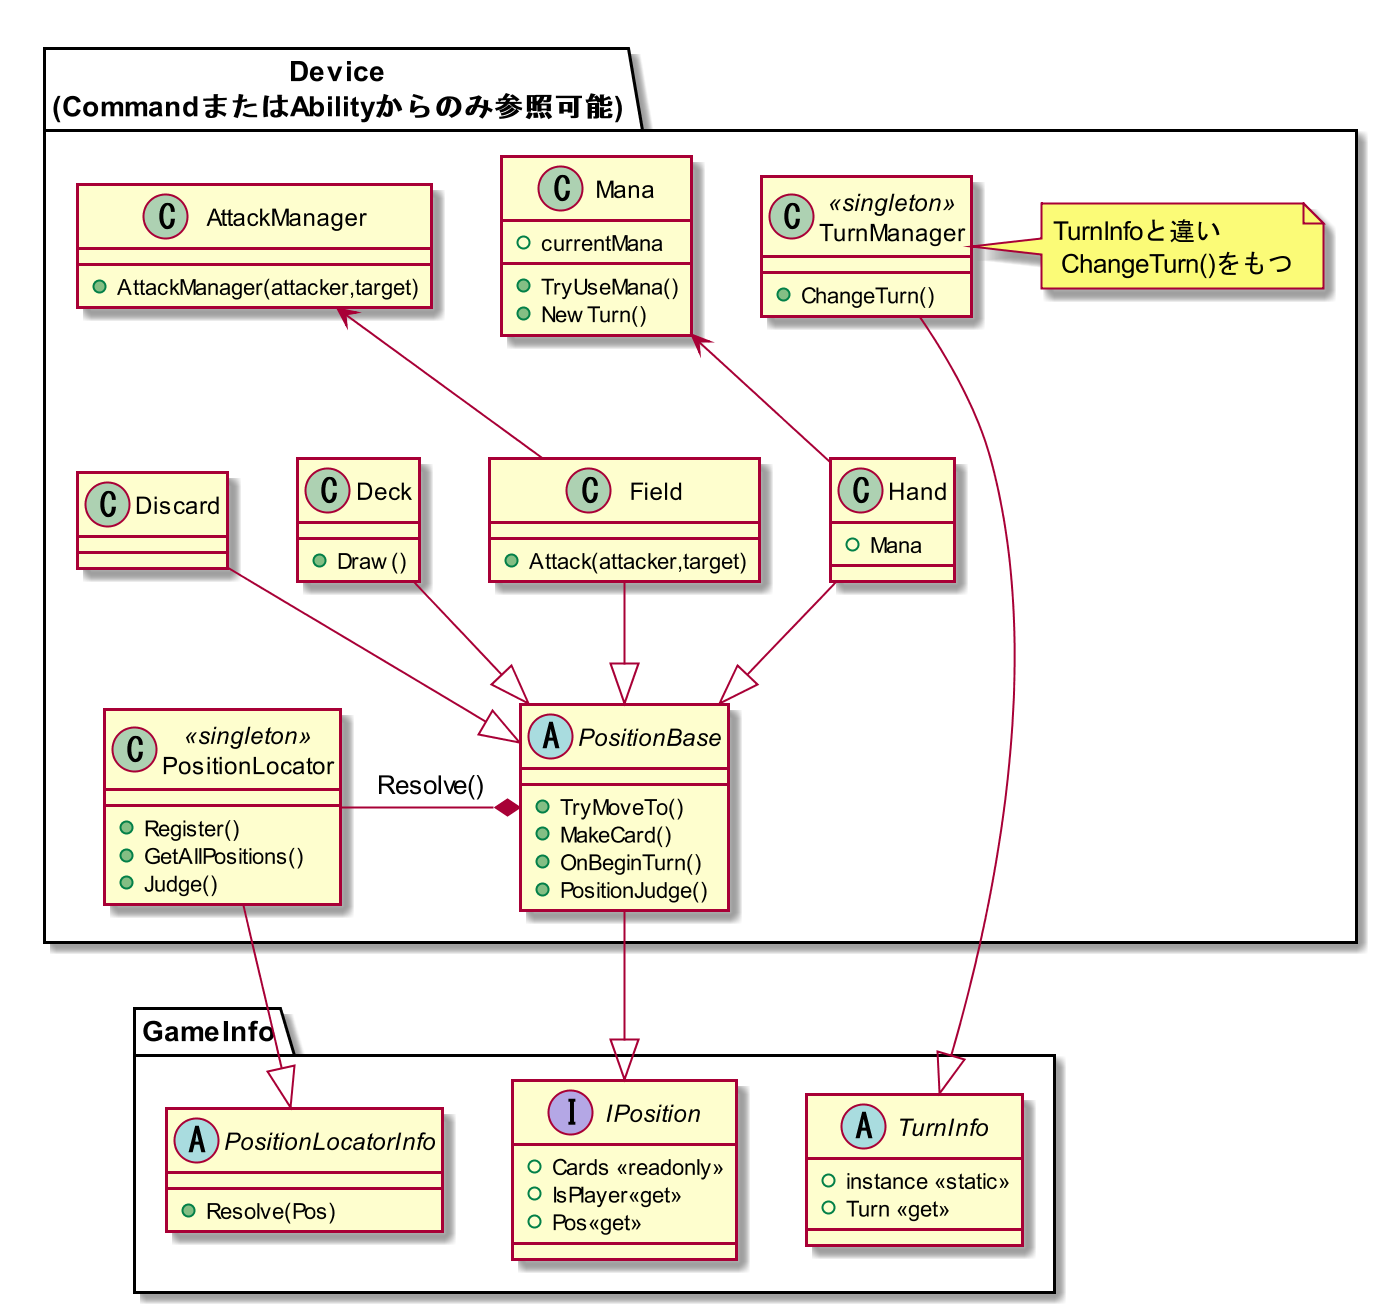 Device
(CommandまたはAbilityからのみ参照可能)
C AttackManager
AttackManager(attacker,target)
C Mana
currentMana
TryUseMana()
NewTurn()
C «singleton»
TurnManager
ChangeTurn()
TurnInfoと違い
ChangeTurn()をもつ
C Discard
C Deck
Draw()
C Field
Attack(attacker,target)
C Hand
Mana
C «singleton»
PositionLocator
Register()
GetAllPositions()
Judge()
Resolve()
A PositionBase
TryMoveTo()
MakeCard()
OnBeginTurn()
PositionJudge()
GameInfo
A PositionLocatorInfo
Resolve(Pos)
I IPosition
Cards «readonly»
IsPlayer«get»
Pos«get»
A TurnInfo
instance «static»
Turn «get»